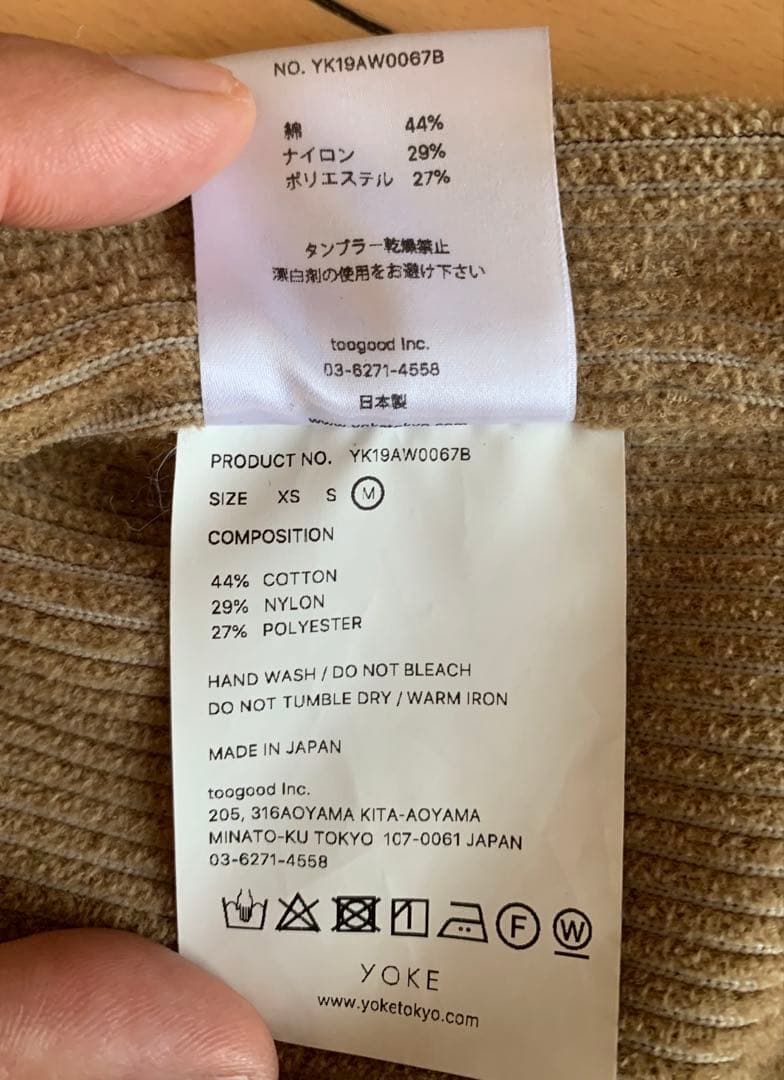 NO. YK19AW0067B
綿 44%
ナイロン 29%
ポリエステル 27%
タンブラー乾燥禁止
漂白剤の使用をお避け下さい
toogood Inc.
03-6271-4558
日本製
www.yoketokyo.com
PRODUCT NO. YK19AW0067B
SIZE XS S M
COMPOSITION
44% COTTON
29% NYLON
27% POLYESTER
HAND WASH / DO NOT BLEACH
DO NOT TUMBLE DRY / WARM IRON
MADE IN JAPAN
toogood Inc.
205, 316AOYAMA KITA-AOYAMA
MINATO-KU TOKYO 107-0061 JAPAN
03-6271-4558
F W
YOKE
www.yoketokyo.com